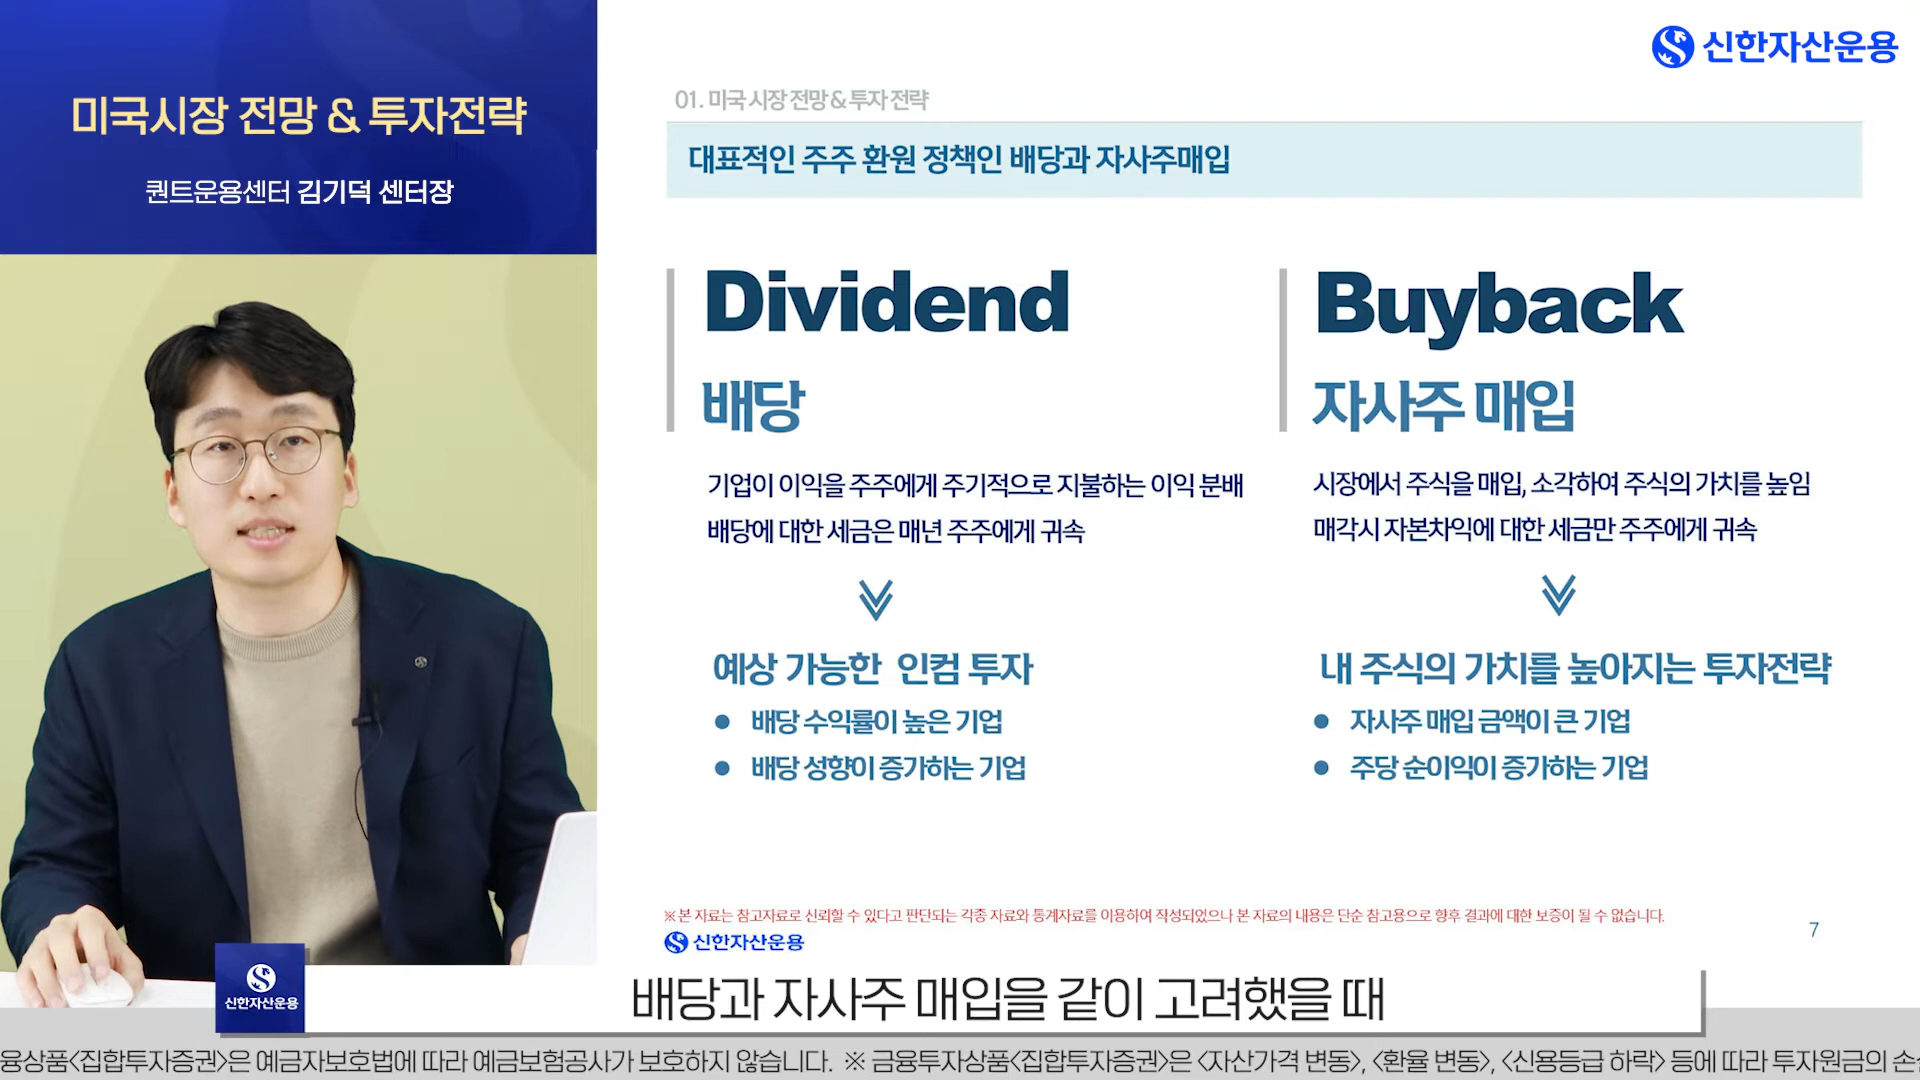 미국시장 전망 & 투자전략
퀀트운용센터 김기덕 센터장
신한자산운용
01. 미국 시장 전망 & 투자 전략
대표적인 주주 환원 정책인 배당과 자사주매입
Dividend
배당
기업이 이익을 주주에게 주기적으로 지불하는 이익 분배
배당에 대한 세금은 매년 주주에게 귀속
예상 가능한 인컴 투자
● 배당 수익률이 높은 기업
● 배당 성향이 증가하는 기업
Buyback
자사주 매입
시장에서 주식을 매입, 소각하여 주식의 가치를 높임
매각시 자본차익에 대한 세금만 주주에게 귀속
내 주식의 가치를 높아지는 투자전략
● 자사주 매입 금액이 큰 기업
● 주당 순이익이 증가하는 기업
※ 본 자료는 참고자료로 신뢰할 수 있다고 판단되는 각종 자료와 통계자료를 이용하여 작성되었으나 본 자료의 내용은 단순 참고용으로 향후 결과에 대한 보증이 될 수 없습니다.
신한자산운용
7
신한자산운용
배당과 자사주 매입을 같이 고려했을 때
융상품<집합투자증권>은 예금자보호법에 따라 예금보험공사가 보호하지 않습니다. ※ 금융투자상품<집합투자증권>은 <자산가격 변동>, <환율 변동>, <신용등급 하락> 등에 따라 투자원금의 손